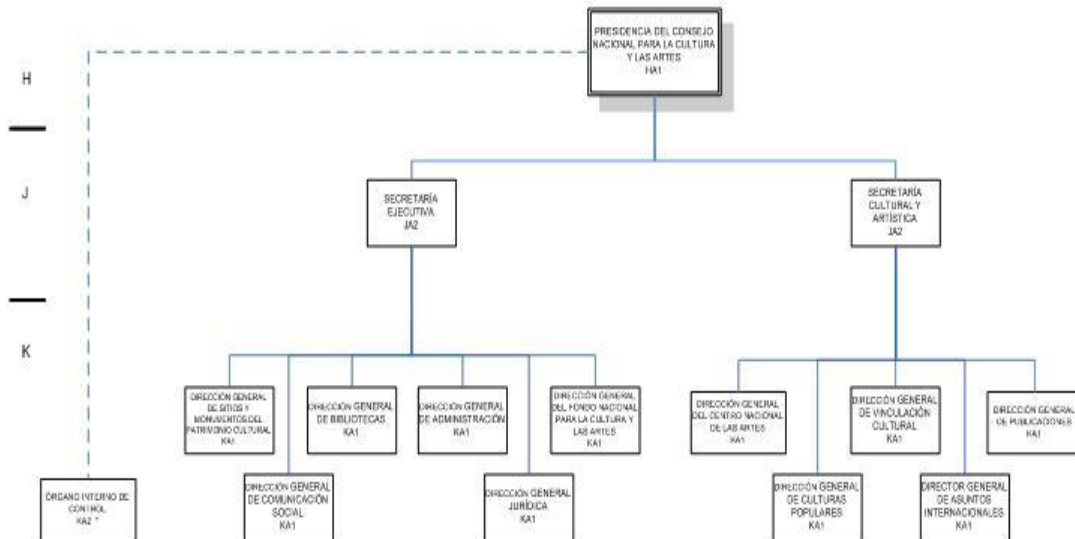 PRESIDENCIA DEL CONSEJO
NACIONAL PARA LA CULTURA
Y LAS ARTES
HA1
H
J
SECRETARÍA
EJECUTIVA
JA2
SECRETARÍA
CULTURAL Y
ARTÍSTICA
JA2
K
DIRECCIÓN GENERAL
DE SITIOS Y
MONUMENTOS DEL
PATRIMONIO CULTURAL
KA1
DIRECCIÓN GENERAL
DE BIBLIOTECAS
KA1
DIRECCIÓN GENERAL
DE ADMINISTRACIÓN
KA1
DIRECCIÓN GENERAL
DEL FONDO NACIONAL
PARA LA CULTURA Y
LAS ARTES
KA1
DIRECCIÓN GENERAL
DEL CENTRO NACIONAL
DE LAS ARTES
KA1
DIRECCIÓN GENERAL
DE VINCULACIÓN
CULTURAL
KA1
DIRECCIÓN GENERAL
DE PUBLICACIONES
KA1
ÓRGANO INTERNO DE
CONTROL
KA2 *
DIRECCIÓN GENERAL
DE COMUNICACIÓN
SOCIAL
KA1
DIRECCIÓN GENERAL
JURÍDICA
KA1
DIRECCIÓN GENERAL
DE CULTURAS
POPULARES
KA1
DIRECTOR GENERAL
DE ASUNTOS
INTERNACIONALES
KA1